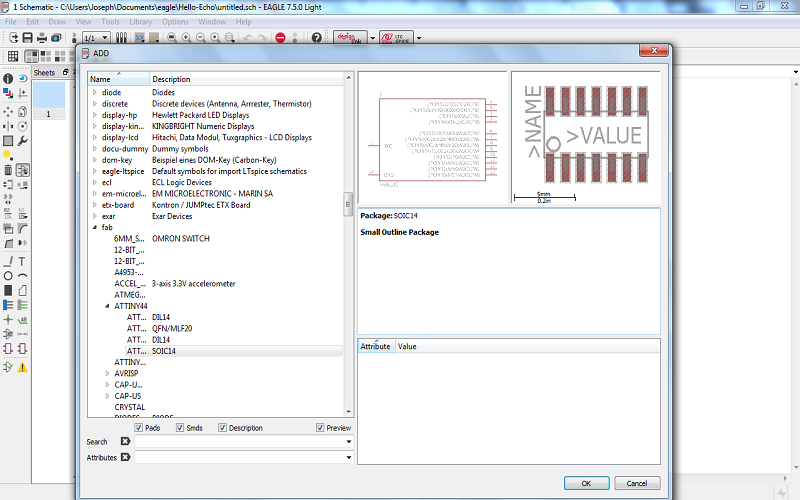 1 Schematic - C:\Users\Joseph\Documents\eagle\Hello-Echo\untitled.sch - EAGLE 7.5.0 Light
File Edit Draw View Tools Library Options Window Help
1/1
design link
LTC SPICE
Sheets
1
ADD
Name Description
diode Diodes
discrete Discrete devices (Antenna, Arrrester, Thermistor)
display-hp Hewlett Packard LED Displays
display-kin... KINGBRIGHT Numeric Displays
display-lcd Hitachi, Data Modul, Tuxgraphics - LCD Displays
docu-dummy Dummy symbols
dom-key Beispiel eines DOM-Key (Carbon-Key)
eagle-ltspice Default symbols for import LTspice schematics
ecl ECL Logic Devices
em-microel... EM MICROELECTRONIC - MARIN SA
etx-board Kontron / JUMPtec ETX Board
exar Exar Devices
fab
6MM_S... OMRON SWITCH
12-BIT_...
12-BIT_...
A4953-...
ACCEL_... 3-axis 3.3V accelerometer
ATMEG...
ATTINY44
ATT... DIL14
ATT... QFN/MLF20
ATT... DIL14
ATT... SOIC14
ATTINY...
AVRISP
CAP-U...
CAP-US
CRYSTAL
Pads Smds Description Preview
Search
Attributes
>NAME
>VALUE
5mm
0.2in
Package: SOIC14
Small Outline Package
Attribute Value
OK Cancel